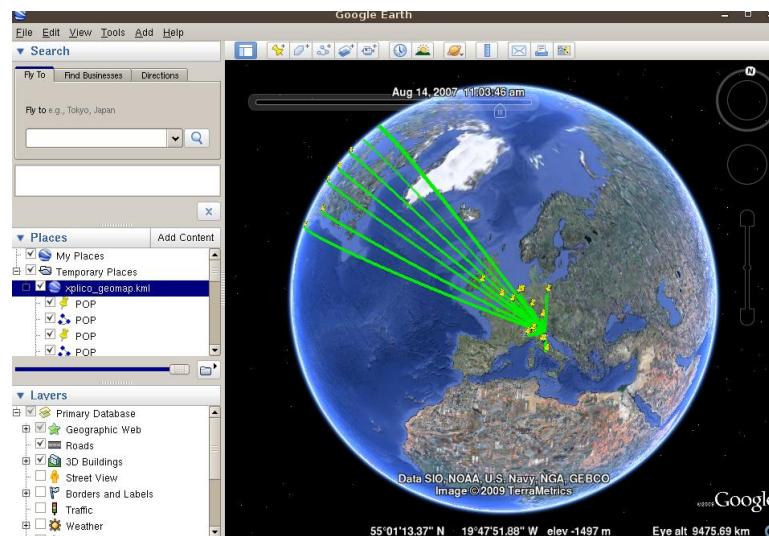 Google Earth
File Edit View Tools Add Help
Search
Fly To Find Businesses Directions
Fly to e.g., Tokyo, Japan
Places Add Content
My Places
Temporary Places
xplico_geomap.kml
POP
POP
POP
POP
Layers
Primary Database
Geographic Web
Roads
3D Buildings
Street View
Borders and Labels
Traffic
Weather
Aug 14, 2007 11:03:46 am
N
Data SIO, NOAA, U.S. Navy, NGA, GEBCO
Image © 2009 TerraMetrics
©2009 Google
55°01'13.37" N 19°47'51.88" W elev -1497 m Eye alt 9475.69 km